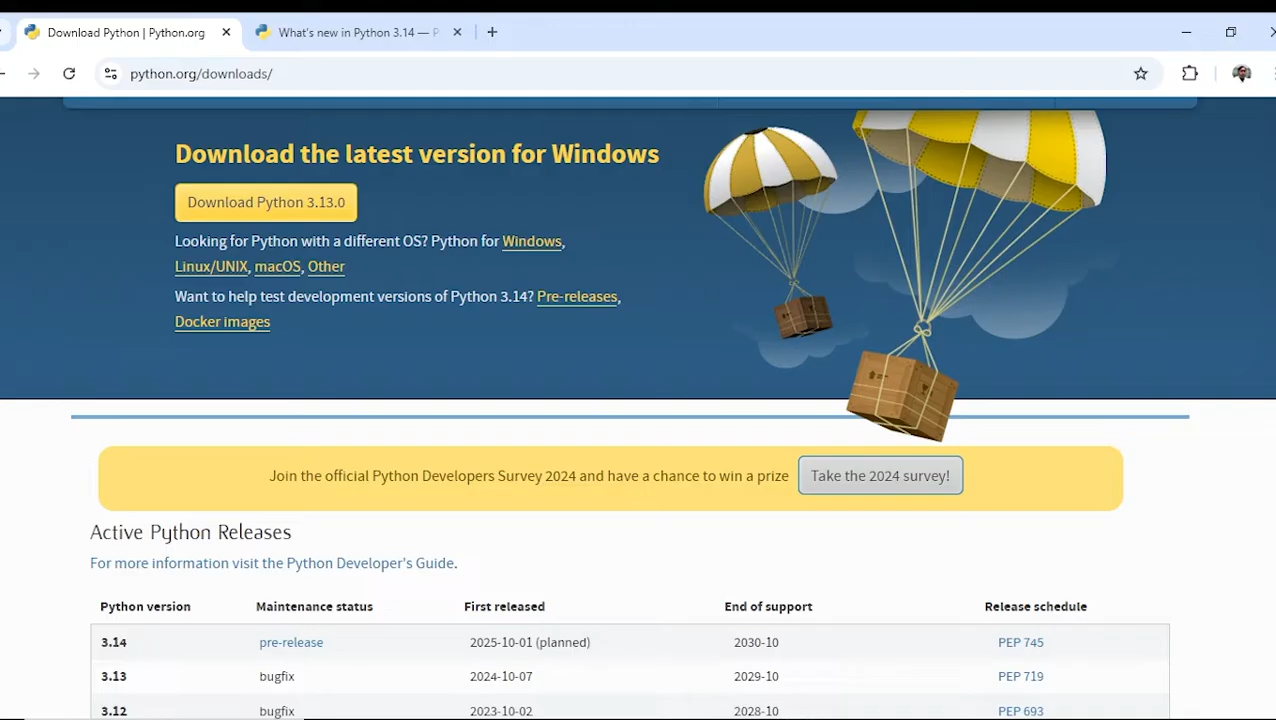 Download Python | Python.org
What's new in Python 3.14 — P
python.org/downloads/
Download the latest version for Windows
Download Python 3.13.0
Looking for Python with a different OS? Python for Windows,
Linux/UNIX, macOS, Other
Want to help test development versions of Python 3.14? Pre-releases,
Docker images
Join the official Python Developers Survey 2024 and have a chance to win a prize Take the 2024 survey!
Active Python Releases
For more information visit the Python Developer's Guide.
Python version Maintenance status First released End of support Release schedule
3.14 pre-release 2025-10-01 (planned) 2030-10 PEP 745
3.13 bugfix 2024-10-07 2029-10 PEP 719
3.12 bugfix 2023-10-02 2028-10 PEP 693